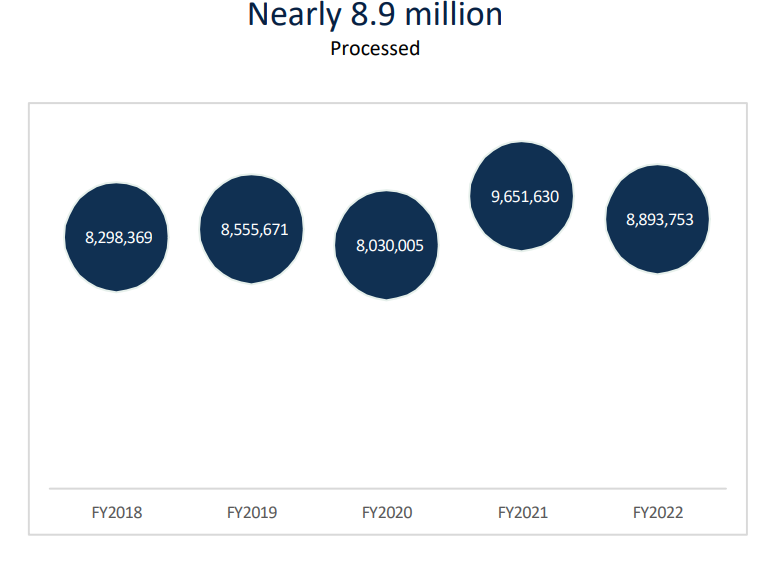 Nearly 8.9 million
Processed
9,651,630
8,893,753
8,555,671
8,298,369
8,030,005
FY2018 FY2019 FY2020 FY2021 FY2022